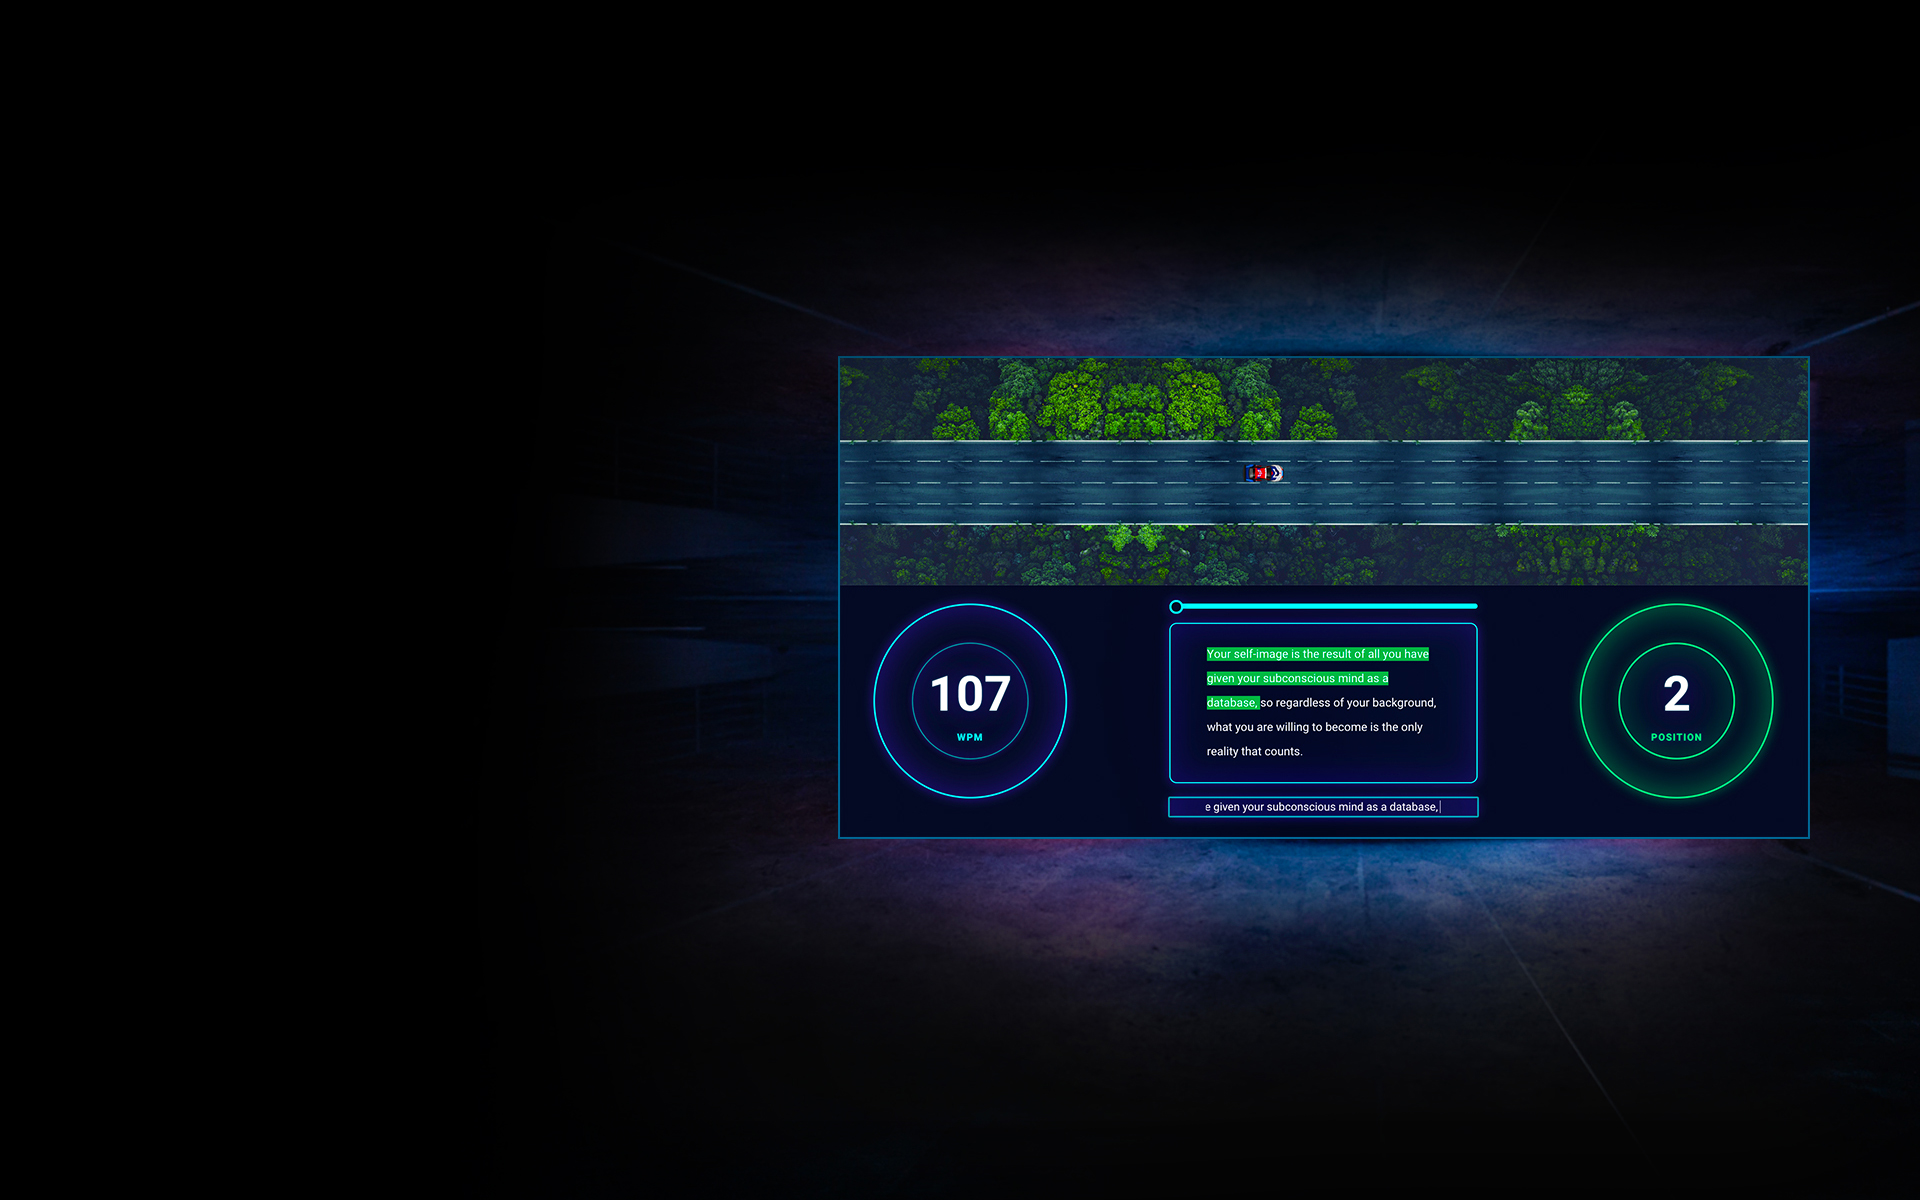 107
WPM
Your self-image is the result of all you have
given your subconscious mind as a
database, so regardless of your background,
what you are willing to become is the only
reality that counts.
e given your subconscious mind as a database,
2
POSITION